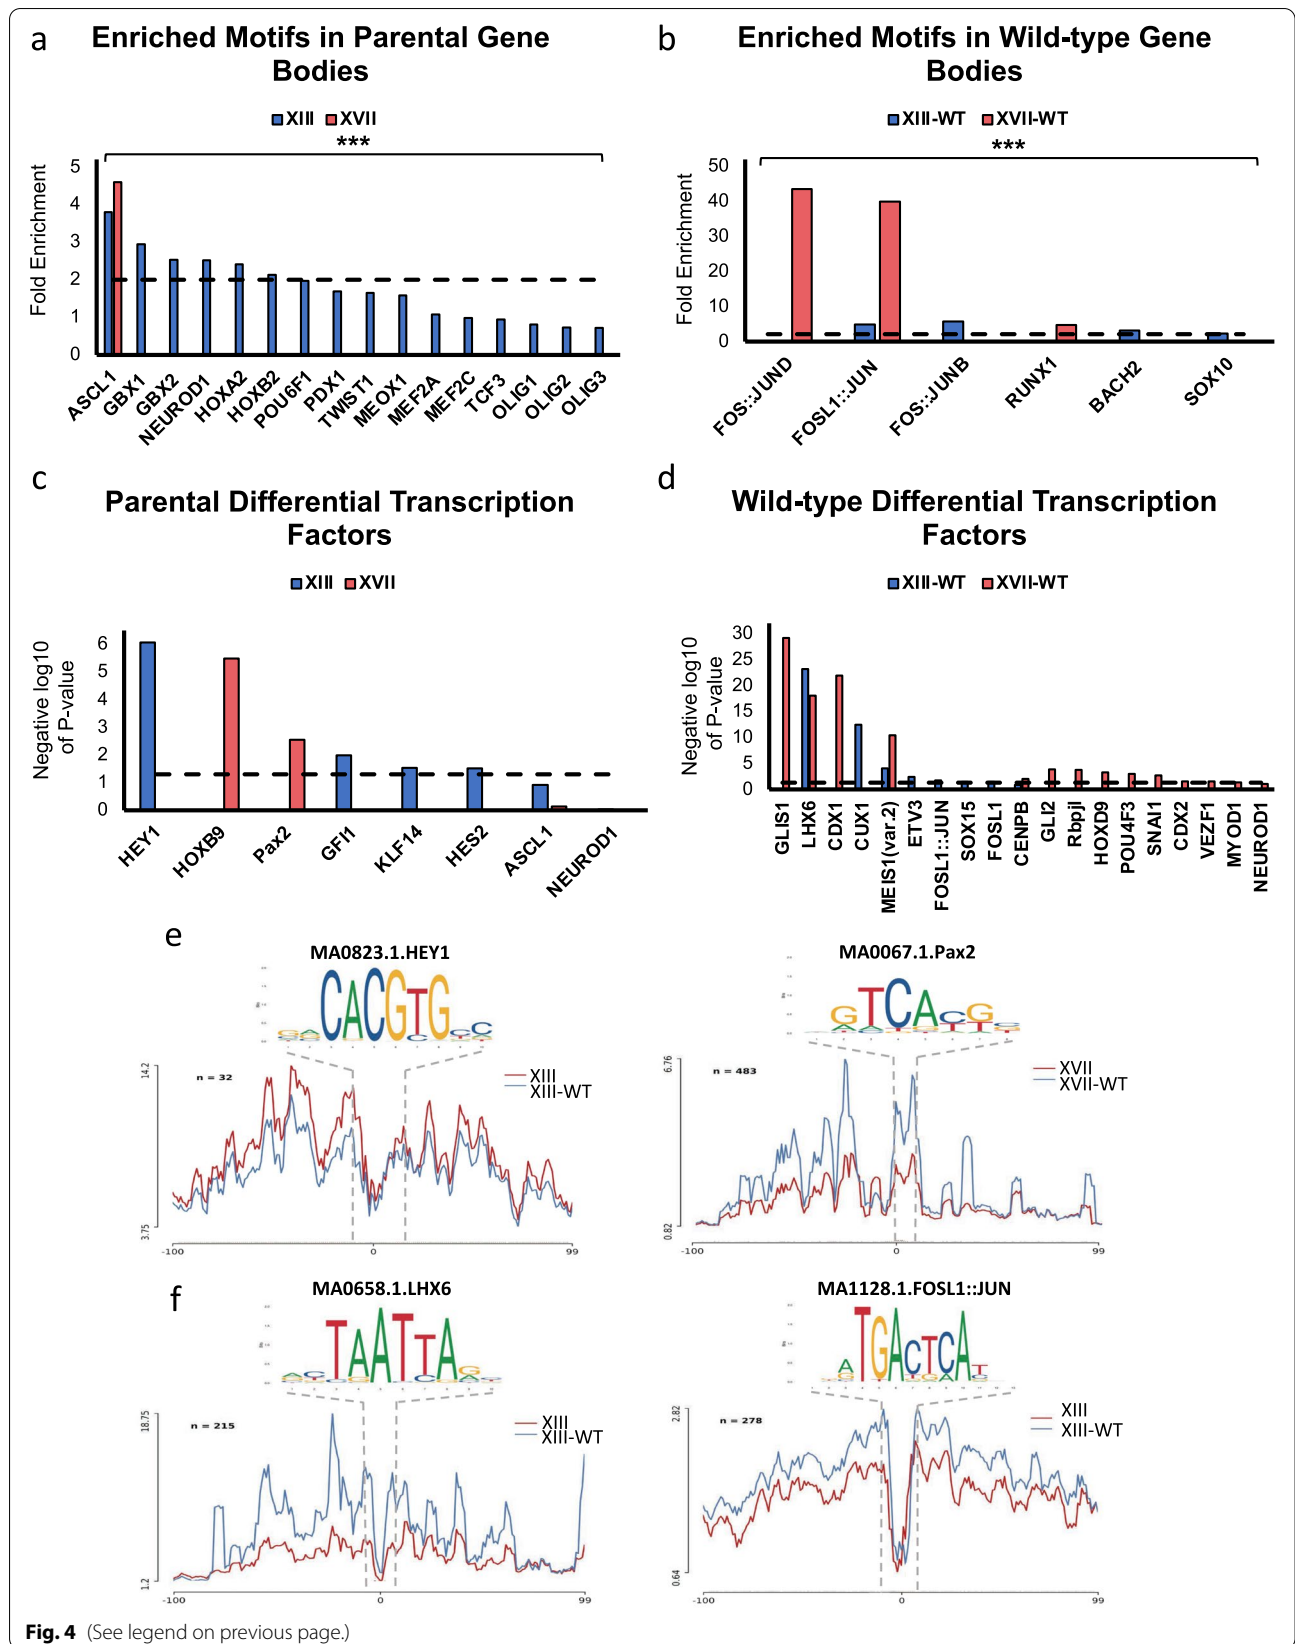 a
Enriched Motifs in Parental Gene
Bodies
XIII XVII
***
Fold Enrichment
5
4
3
2
1
0
ASCL1 GBX1 GBX2 NEUROD1 HOXA2 HOXB2 POU6F1 PDX1 TWIST1 MEOX1 MEF2A MEF2C TCF3 OLIG1 OLIG2 OLIG3
b
Enriched Motifs in Wild-type Gene
Bodies
XIII-WT XVII-WT
***
Fold Enrichment
50
40
30
20
10
0
FOS::JUND FOSL1::JUN FOS::JUNB RUNX1 BACH2 SOX10
c
Parental Differential Transcription
Factors
XIII XVII
Negative log10
of P-value
6
5
4
3
2
1
0
HEY1 HOXB9 Pax2 GFI1 KLF14 HES2 ASCL1 NEUROD1
d
Wild-type Differential Transcription
Factors
XIII-WT XVII-WT
Negative log10
of P-value
30
25
20
15
10
5
0
GLIS1 LHX6 CDX1 CUX1 MEIS1(var.2) ETV3 FOSL1::JUN SOX15 FOSL1 CENPB GLI2 Rbpjl HOXD9 POU4F3 SNAI1 CDX2 VEZF1 MYOD1 NEUROD1
e
MA0823.1.HEY1
CACGTG
14.2
n = 32
XIII
XIII-WT
3.75
-100 0 99
MA0067.1.Pax2
GTCACG
6.76
n = 483
XVII
XVII-WT
0.82
-100 0 99
f
MA0658.1.LHX6
TAATTA
18.75
n = 215
XIII
XIII-WT
1.2
-100 0 99
MA1128.1.FOSL1::JUN
TGACTCA
2.82
n = 278
XIII
XIII-WT
0.64
-100 0 99
Fig. 4 (See legend on previous page.)